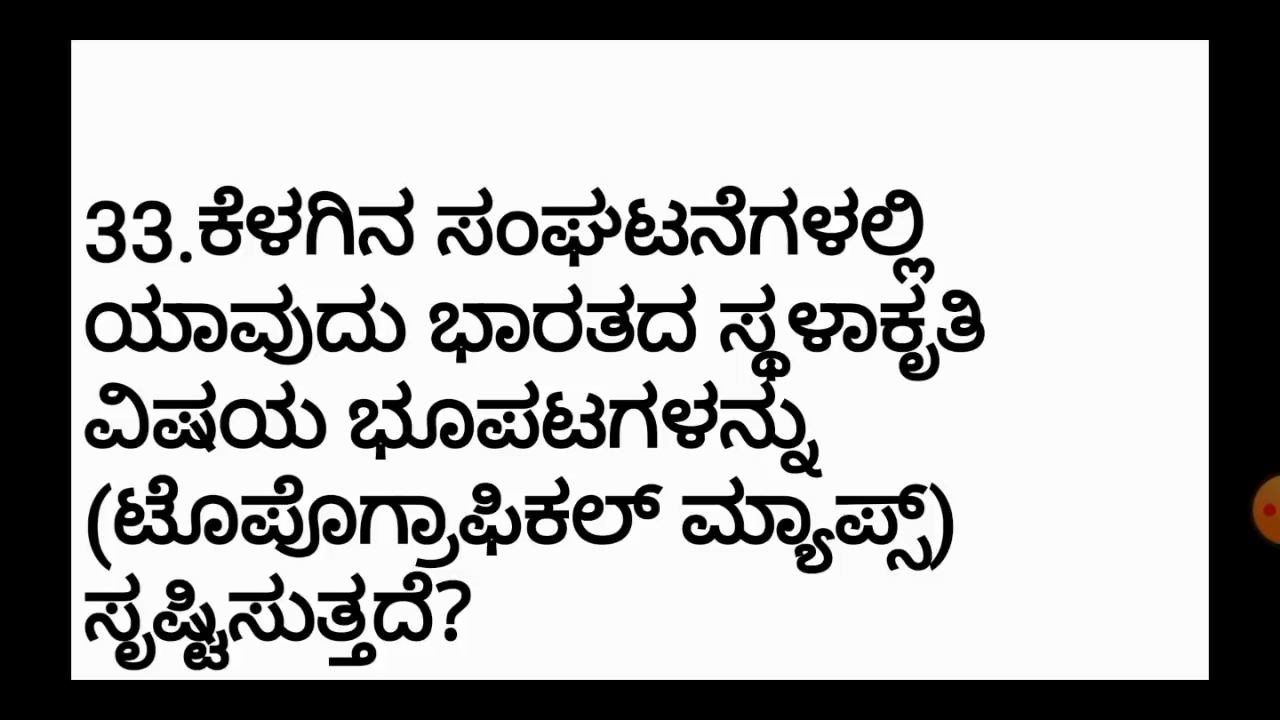 33.ಕೆಳಗಿನ ಸಂಘಟನೆಗಳಲ್ಲಿ
ಯಾವುದು ಭಾರತದ ಸ್ಥಳಾಕೃತಿ
ವಿಷಯ ಭೂಪಟಗಳನ್ನು
(ಟೊಪೊಗ್ರಾಫಿಕಲ್ ಮ್ಯಾಪ್ಸ್)
ಸೃಷ್ಟಿಸುತ್ತದೆ?